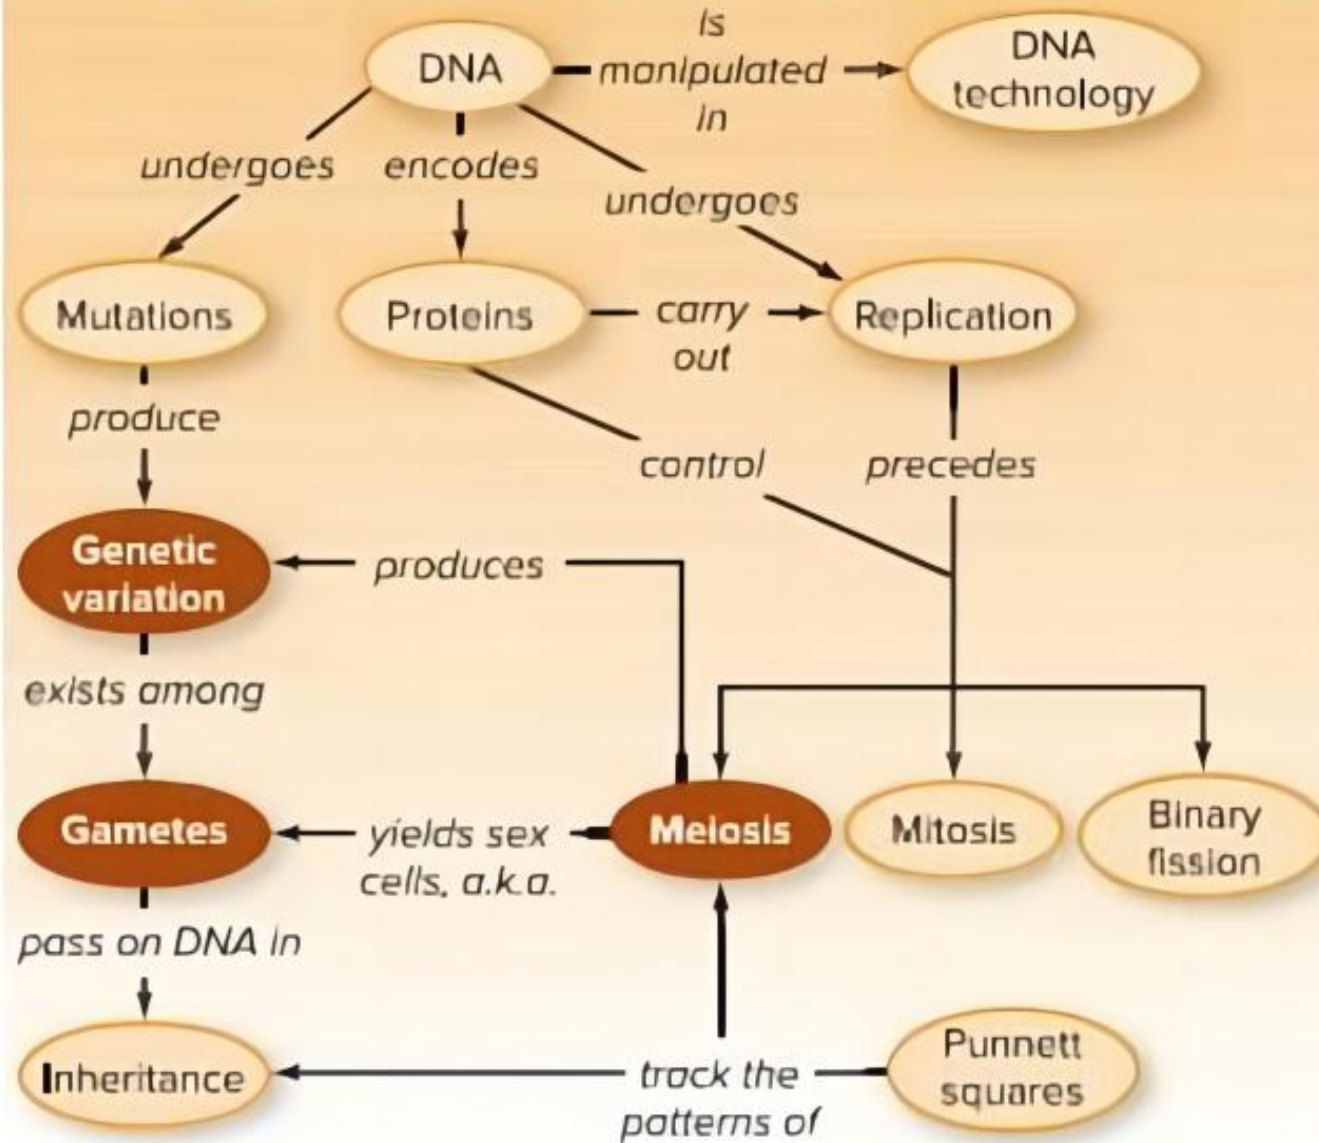 DNA
is
manipulated
in
DNA
technology
undergoes
encodes
undergoes
Mutations
Proteins
carry
out
Replication
produce
control
precedes
Genetic
variation
produces
exists among
Gametes
yields sex
cells, a.k.a.
Meiosis
Mitosis
Binary
fission
pass on DNA in
Inheritance
track the
patterns of
Punnett
squares